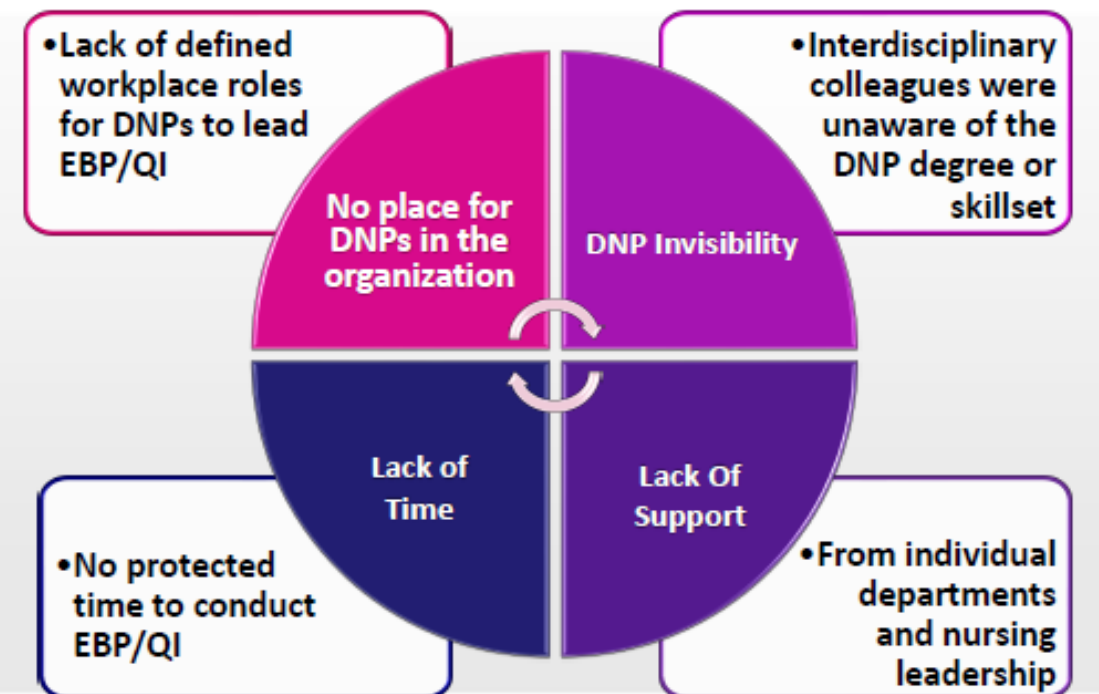 •Lack of defined
workplace roles
for DNPs to lead
EBP/QI
No place for
DNPs in the
organization
•Interdisciplinary
colleagues were
unaware of the
DNP degree or
skillset
DNP Invisibility
Lack of
Time
•No protected
time to conduct
EBP/QI
Lack Of
Support
•From individual
departments
and nursing
leadership